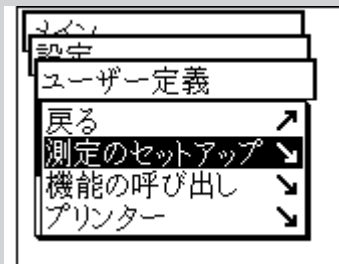 メイン
設定
ユーザー定義
戻る
測定のセットアップ
機能の呼び出し
プリンター